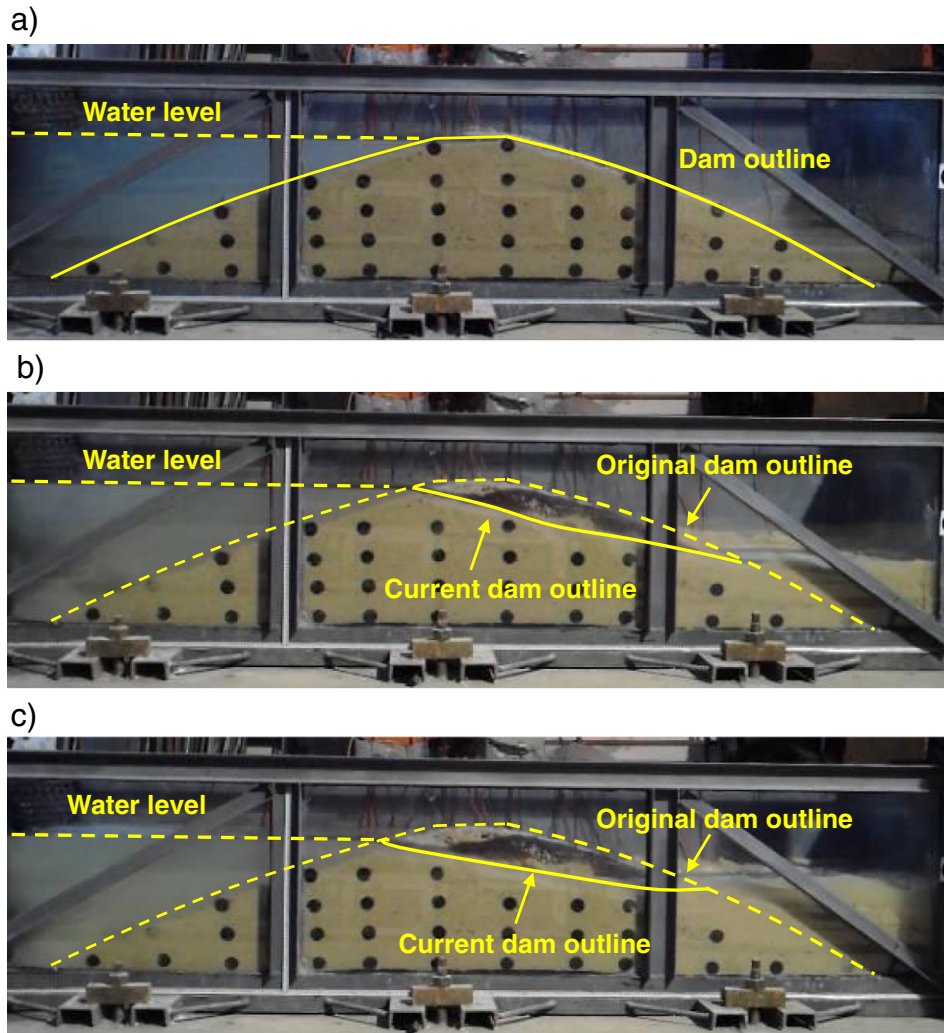 a)
Water level
Dam outline
b)
Water level
Original dam outline
Current dam outline
c)
Water level
Original dam outline
Current dam outline